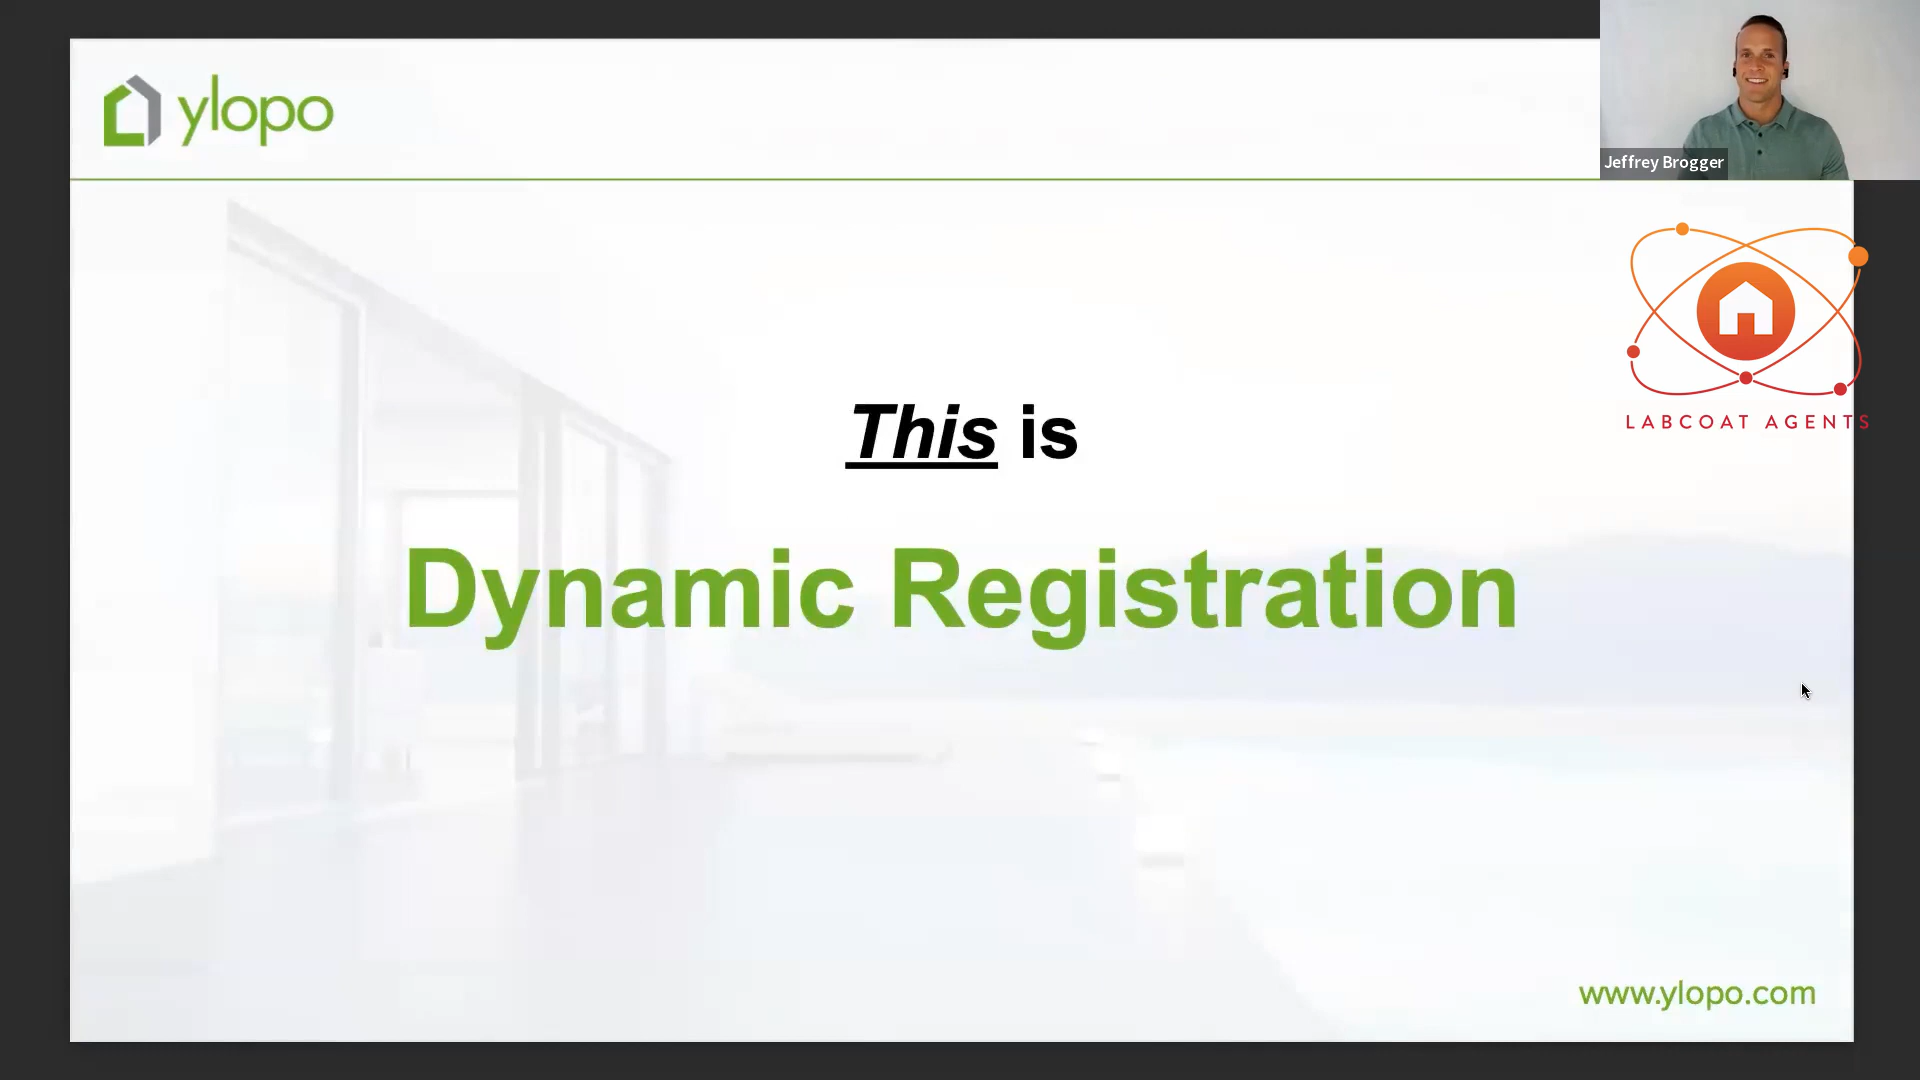 ylopo
Jeffrey Brogger
LABCOAT AGENTS
This is
Dynamic Registration
www.ylopo.com